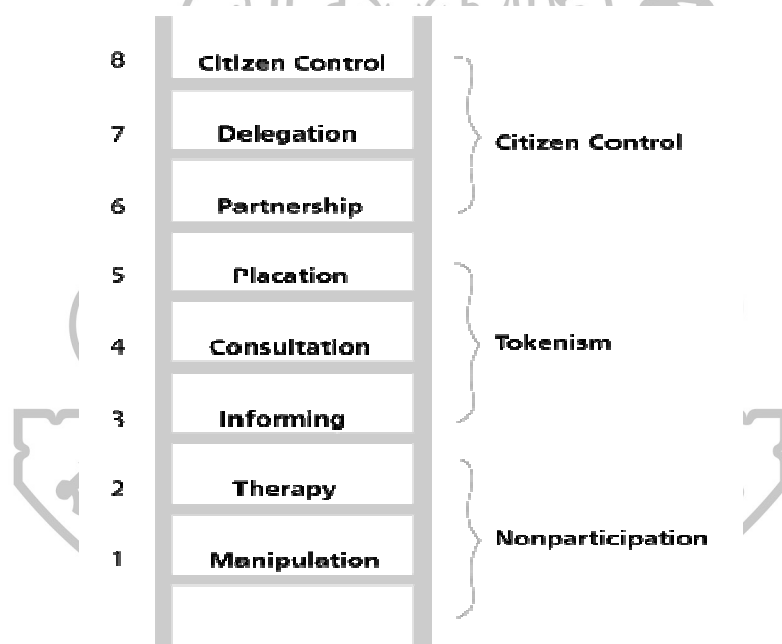 8 Citizen Control
7 Delegation
Citizen Control
6 Partnership
5 Placation
4 Consultation
Tokenism
3 Informing
2 Therapy
Nonparticipation
1 Manipulation